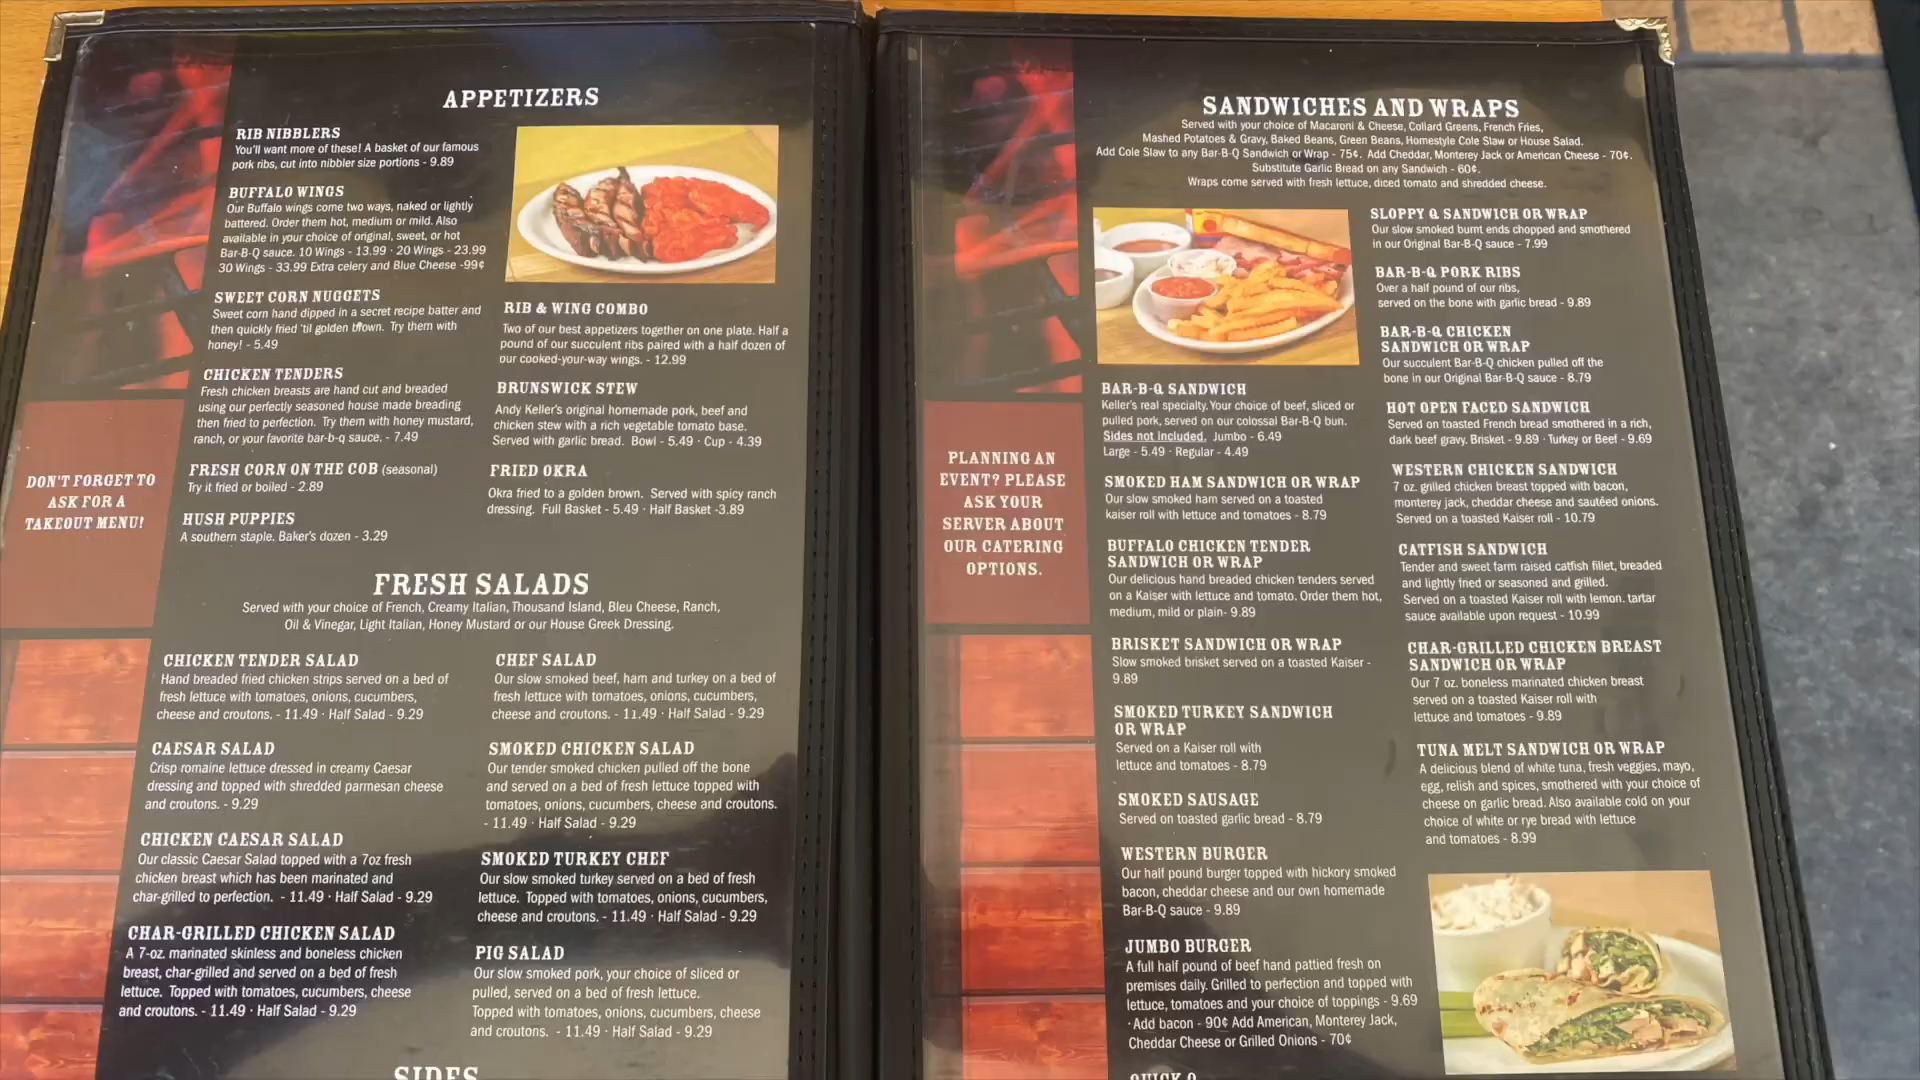 APPETIZERS
RIB NIBBLERS
You'll want more of these! A basket of our famous
pork ribs, cut into nibbler size portions - 9.89
BUFFALO WINGS
Our Buffalo wings come two ways, naked or lightly
battered. Order them hot, medium or mild. Also
available in your choice of original, sweet, or hot
Bar-B-Q sauce. 10 Wings - 13.99 · 20 Wings - 23.99
30 Wings - 33.99 Extra celery and Blue Cheese -99¢
SWEET CORN NUGGETS
Sweet corn hand dipped in a secret recipe batter and
then quickly fried 'til golden brown. Try them with
honey! - 5.49
CHICKEN TENDERS
Fresh chicken breasts are hand cut and breaded
using our perfectly seasoned house made breading
then fried to perfection. Try them with honey mustard,
ranch, or your favorite bar-b-q sauce. - 7.49
FRESH CORN ON THE COB (seasonal)
Try it fried or boiled - 2.89
HUSH PUPPIES
A southern staple. Baker's dozen - 3.29
RIB & WING COMBO
Two of our best appetizers together on one plate. Half a
pound of our succulent ribs paired with a half dozen of
our cooked-your-way wings. - 12.99
BRUNSWICK STEW
Andy Keller's original homemade pork, beef and
chicken stew with a rich vegetable tomato base.
Served with garlic bread. Bowl - 5.49 · Cup - 4.39
FRIED OKRA
Okra fried to a golden brown. Served with spicy ranch
dressing. Full Basket - 5.49 · Half Basket -3.89
DON'T FORGET TO
ASK FOR A
TAKEOUT MENU!
FRESH SALADS
Served with your choice of French, Creamy Italian, Thousand Island, Bleu Cheese, Ranch,
Oil & Vinegar, Light Italian, Honey Mustard or our House Greek Dressing.
CHICKEN TENDER SALAD
Hand breaded fried chicken strips served on a bed of
fresh lettuce with tomatoes, onions, cucumbers,
cheese and croutons. - 11.49 · Half Salad - 9.29
CAESAR SALAD
Crisp romaine lettuce dressed in creamy Caesar
dressing and topped with shredded parmesan cheese
and croutons. - 9.29
CHICKEN CAESAR SALAD
Our classic Caesar Salad topped with a 7oz fresh
chicken breast which has been marinated and
char-grilled to perfection. - 11.49 · Half Salad - 9.29
CHAR-GRILLED CHICKEN SALAD
A 7-oz. marinated skinless and boneless chicken
breast, char-grilled and served on a bed of fresh
lettuce. Topped with tomatoes, cucumbers, cheese
and croutons. - 11.49 · Half Salad - 9.29
CHEF SALAD
Our slow smoked beef, ham and turkey on a bed of
fresh lettuce with tomatoes, onions, cucumbers,
cheese and croutons. - 11.49 · Half Salad - 9.29
SMOKED CHICKEN SALAD
Our tender smoked chicken pulled off the bone
and served on a bed of fresh lettuce topped with
tomatoes, onions, cucumbers, cheese and croutons.
- 11.49 · Half Salad - 9.29
SMOKED TURKEY CHEF
Our slow smoked turkey served on a bed of fresh
lettuce. Topped with tomatoes, onions, cucumbers,
cheese and croutons. - 11.49 · Half Salad - 9.29
PIG SALAD
Our slow smoked pork, your choice of sliced or
pulled, served on a bed of fresh lettuce.
Topped with tomatoes, onions, cucumbers, cheese
and croutons. - 11.49 · Half Salad - 9.29
SIDES
SANDWICHES AND WRAPS
Served with your choice of Macaroni & Cheese, Collard Greens, French Fries,
Mashed Potatoes & Gravy, Baked Beans, Green Beans, Homestyle Cole Slaw or House Salad.
Add Cole Slaw to any Bar-B-Q Sandwich or Wrap - 75¢. Add Cheddar, Monterey Jack or American Cheese - 70¢.
Substitute Garlic Bread on any Sandwich - 60¢.
Wraps come served with fresh lettuce, diced tomato and shredded cheese.
PLANNING AN
EVENT? PLEASE
ASK YOUR
SERVER ABOUT
OUR CATERING
OPTIONS.
BAR-B-Q SANDWICH
Keller's real specialty. Your choice of beef, sliced or
pulled pork, served on our colossal Bar-B-Q bun.
Sides not included. Jumbo - 6.49
Large - 5.49 · Regular - 4.49
SMOKED HAM SANDWICH OR WRAP
Our slow smoked ham served on a toasted
kaiser roll with lettuce and tomatoes - 8.79
BUFFALO CHICKEN TENDER
SANDWICH OR WRAP
Our delicious hand breaded chicken tenders served
on a Kaiser with lettuce and tomato. Order them hot,
medium, mild or plain- 9.89
BRISKET SANDWICH OR WRAP
Slow smoked brisket served on a toasted Kaiser -
9.89
SMOKED TURKEY SANDWICH
OR WRAP
Served on a Kaiser roll with
lettuce and tomatoes - 8.79
SMOKED SAUSAGE
Served on toasted garlic bread - 8.79
WESTERN BURGER
Our half pound burger topped with hickory smoked
bacon, cheddar cheese and our own homemade
Bar-B-Q sauce - 9.89
JUMBO BURGER
A full half pound of beef hand pattied fresh on
premises daily. Grilled to perfection and topped with
lettuce, tomatoes and your choice of toppings - 9.69
· Add bacon - 90¢ Add American, Monterey Jack,
Cheddar Cheese or Grilled Onions - 70¢
QUICK Q
SLOPPY Q SANDWICH OR WRAP
Our slow smoked burnt ends chopped and smothered
in our Original Bar-B-Q sauce - 7.99
BAR-B-Q PORK RIBS
Over a half pound of our ribs,
served on the bone with garlic bread - 9.89
BAR-B-Q CHICKEN
SANDWICH OR WRAP
Our succulent Bar-B-Q chicken pulled off the
bone in our Original Bar-B-Q sauce - 8.79
HOT OPEN FACED SANDWICH
Served on toasted French bread smothered in a rich,
dark beef gravy. Brisket - 9.89 · Turkey or Beef - 9.69
WESTERN CHICKEN SANDWICH
7 oz. grilled chicken breast topped with bacon,
monterey jack, cheddar cheese and sautéed onions.
Served on a toasted Kaiser roll - 10.79
CATFISH SANDWICH
Tender and sweet farm raised catfish fillet, breaded
and lightly fried or seasoned and grilled.
Served on a toasted Kaiser roll with lemon. tartar
sauce available upon request - 10.99
CHAR-GRILLED CHICKEN BREAST
SANDWICH OR WRAP
Our 7 oz. boneless marinated chicken breast
served on a toasted Kaiser roll with
lettuce and tomatoes - 9.89
TUNA MELT SANDWICH OR WRAP
A delicious blend of white tuna, fresh veggies, mayo,
egg, relish and spices, smothered with your choice of
cheese on garlic bread. Also available cold on your
choice of white or rye bread with lettuce
and tomatoes - 8.99